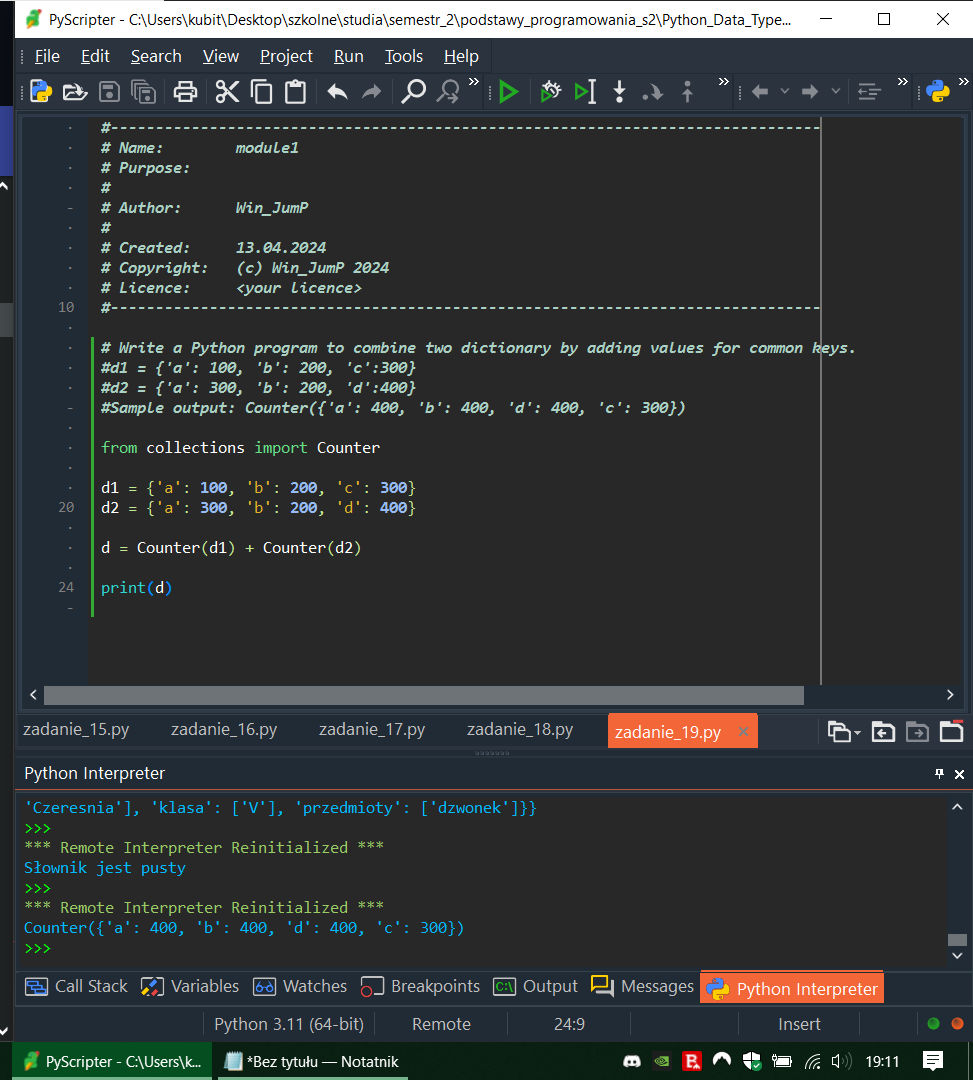 PyScripter - C:\Users\kubit\Desktop\szkolne\studia\semestr_2\podstawy_programowania_s2\Python_Data_Type...
File Edit Search View Project Run Tools Help
#-------------------------------------------------------------------------------
# Name:        module1
# Purpose:
#
# Author:      Win_JumP
#
# Created:     13.04.2024
# Copyright:   (c) Win_JumP 2024
# Licence:     <your licence>
10 #-------------------------------------------------------------------------------
# Write a Python program to combine two dictionary by adding values for common keys.
#d1 = {'a': 100, 'b': 200, 'c':300}
#d2 = {'a': 300, 'b': 200, 'd':400}
#Sample output: Counter({'a': 400, 'b': 400, 'd': 400, 'c': 300})
from collections import Counter
d1 = {'a': 100, 'b': 200, 'c': 300}
20 d2 = {'a': 300, 'b': 200, 'd': 400}
d = Counter(d1) + Counter(d2)
24 print(d)
zadanie_15.py zadanie_16.py zadanie_17.py zadanie_18.py zadanie_19.py
Python Interpreter
'Czeresnia'], 'klasa': ['V'], 'przedmioty': ['dzwonek']}}
>>>
*** Remote Interpreter Reinitialized ***
Słownik jest pusty
>>>
*** Remote Interpreter Reinitialized ***
Counter({'a': 400, 'b': 400, 'd': 400, 'c': 300})
>>>
Call Stack Variables Watches Breakpoints Output Messages Python Interpreter
Python 3.11 (64-bit) Remote 24:9 Insert
PyScripter - C:\Users\k... *Bez tytułu — Notatnik 19:11